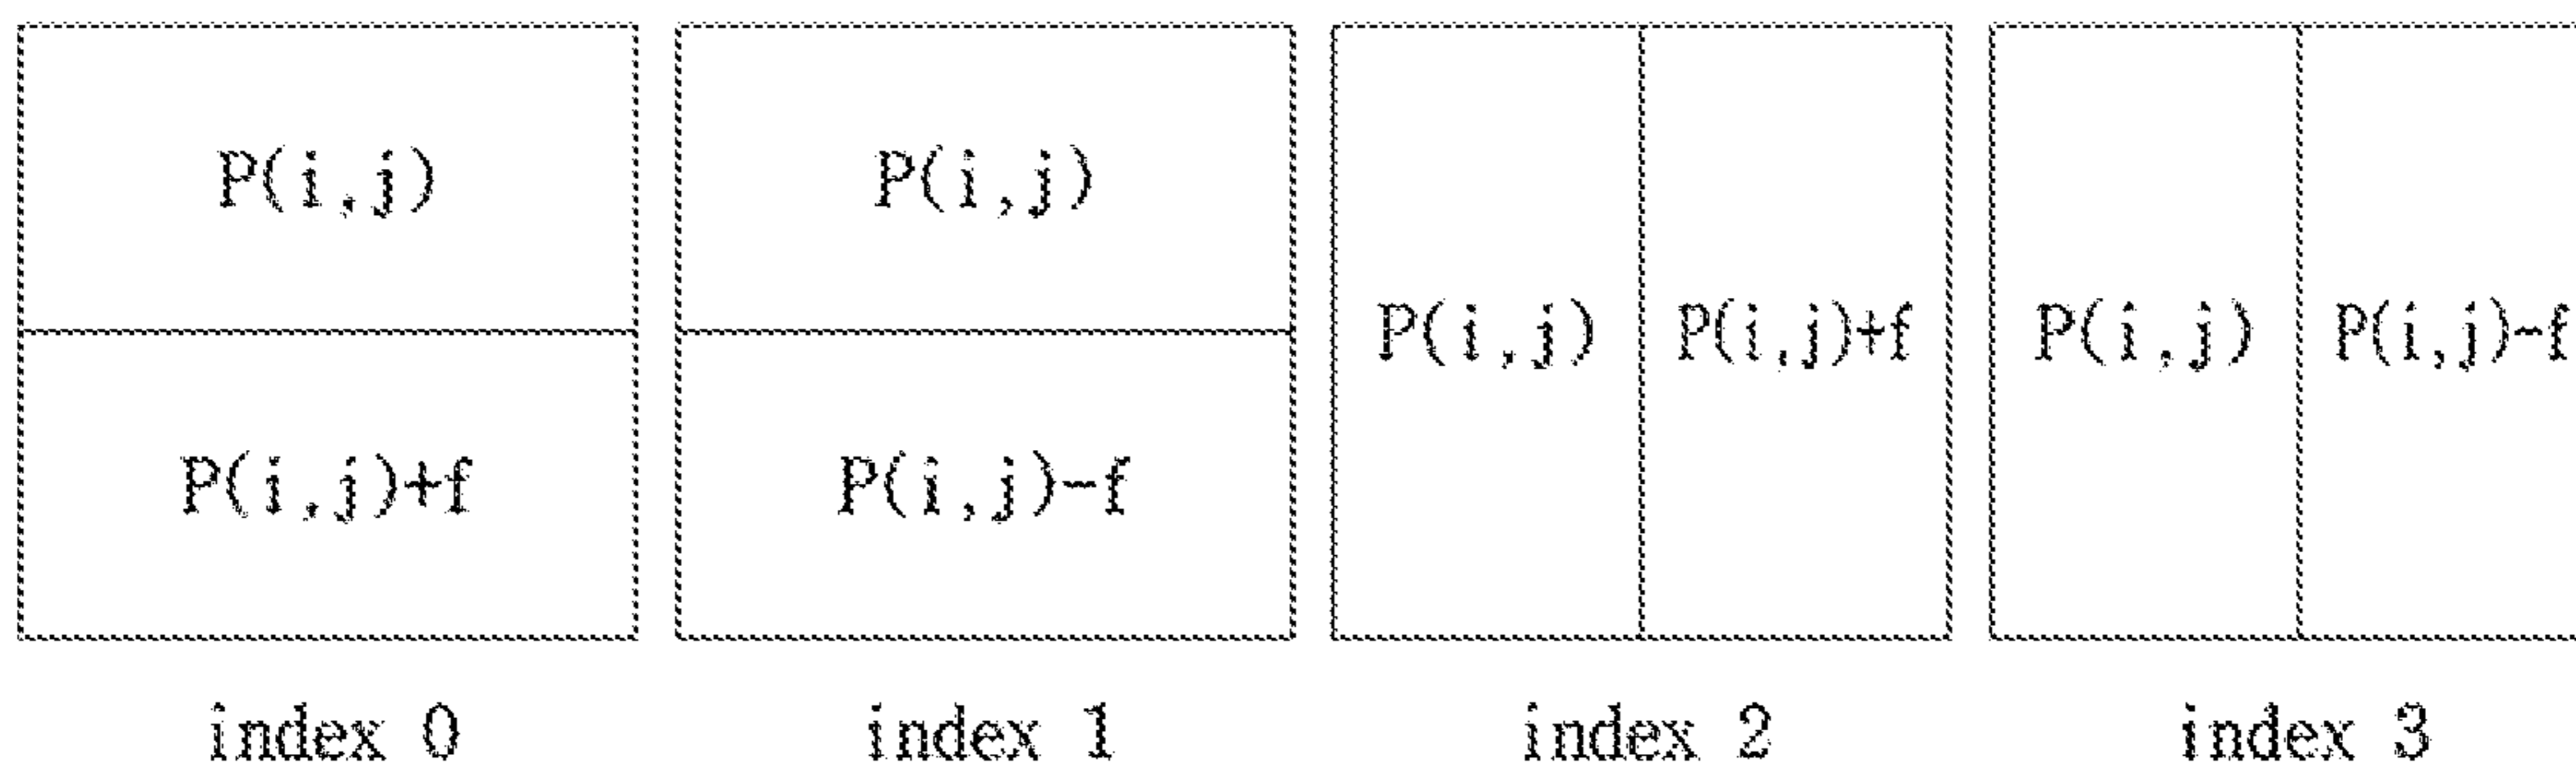 P(i,j) P(i,j)
P(i,j) P(i,j)+f P(i,j) P(i,j)-f
P(i,j)+f P(i,j)-f
index 0 index 1 index 2 index 3